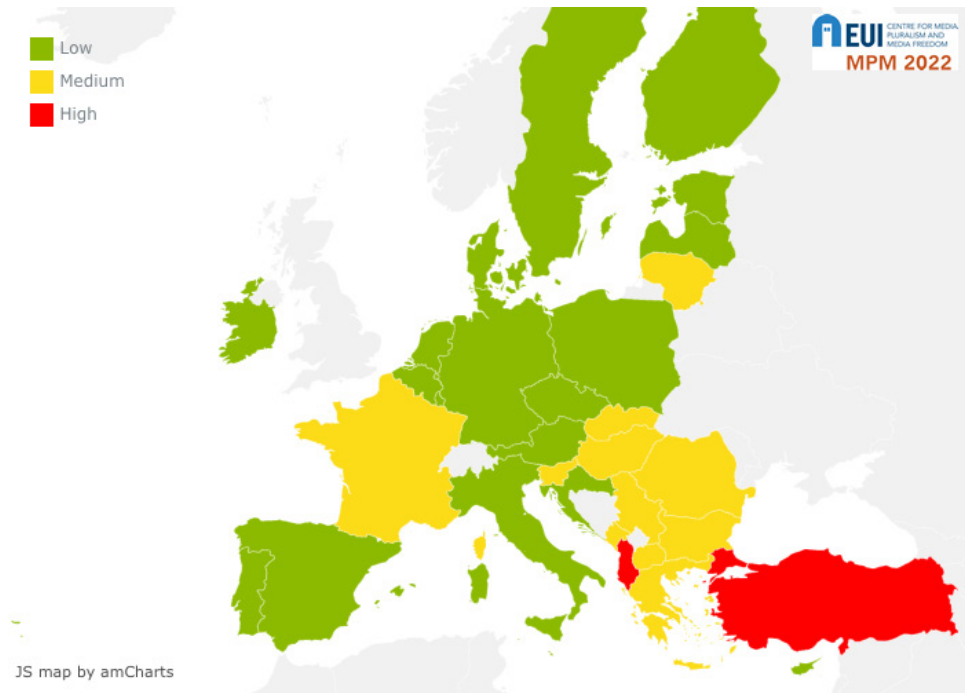 Low
Medium
High
EUI
CENTRE FOR MEDIA
PLURALISM AND
MEDIA FREEDOM
MPM 2022
JS map by amCharts